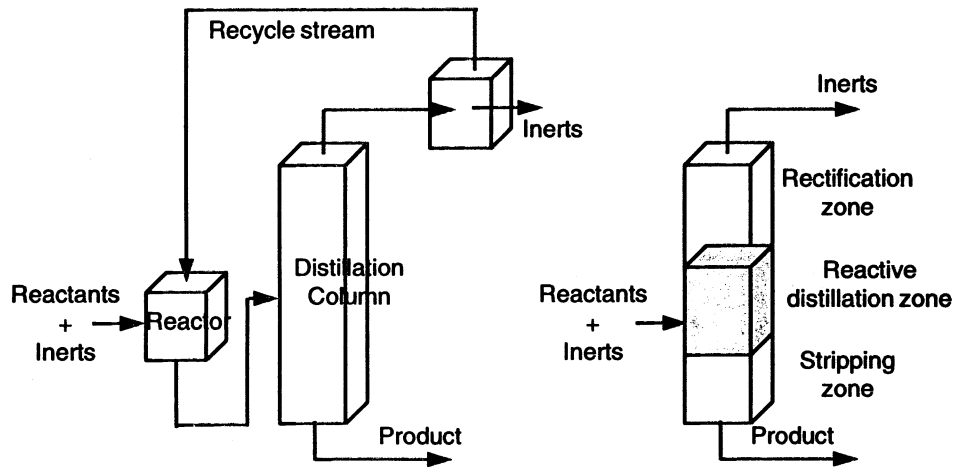 Recycle stream
Inerts
Distillation
Column
Reactants
+
Inerts
Reactor
Product
Inerts
Rectification
zone
Reactive
distillation zone
Reactants
+
Inerts
Stripping
zone
Product